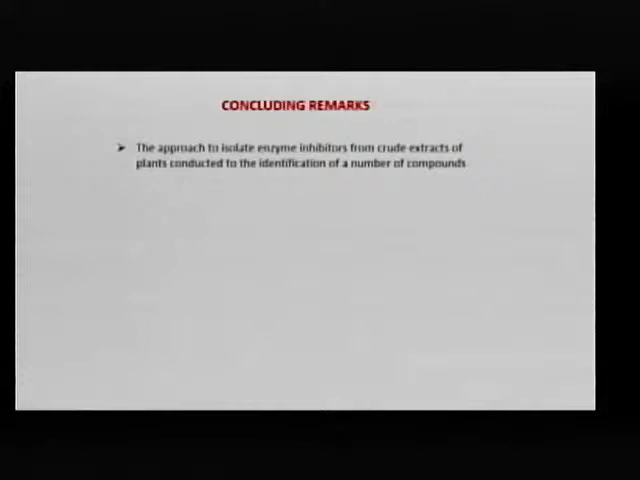 CONCLUDING REMARKS
➤ The approach to isolate enzyme inhibitors from crude extracts of
plants conducted to the identification of a number of compounds